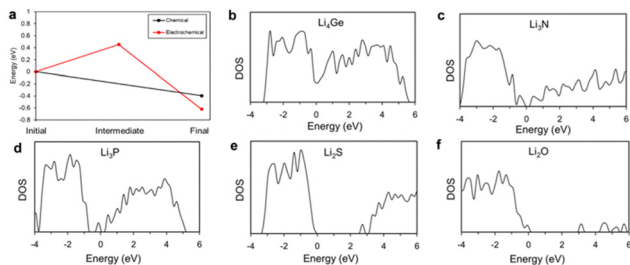 a
Chemical
Electrochemical
Energy (eV)
1
0.8
0.6
0.4
0.2
0
-0.2
-0.4
-0.6
-0.8
Initial Intermediate Final
b
Li4Ge
DOS
-4 -2 0 2 4 6
Energy (eV)
c
Li3N
DOS
-4 -2 0 2 4 6
Energy (eV)
d
Li3P
DOS
-4 -2 0 2 4 6
Energy (eV)
e
Li2S
DOS
-4 -2 0 2 4 6
Energy (eV)
f
Li2O
DOS
-4 -2 0 2 4 6
Energy (eV)